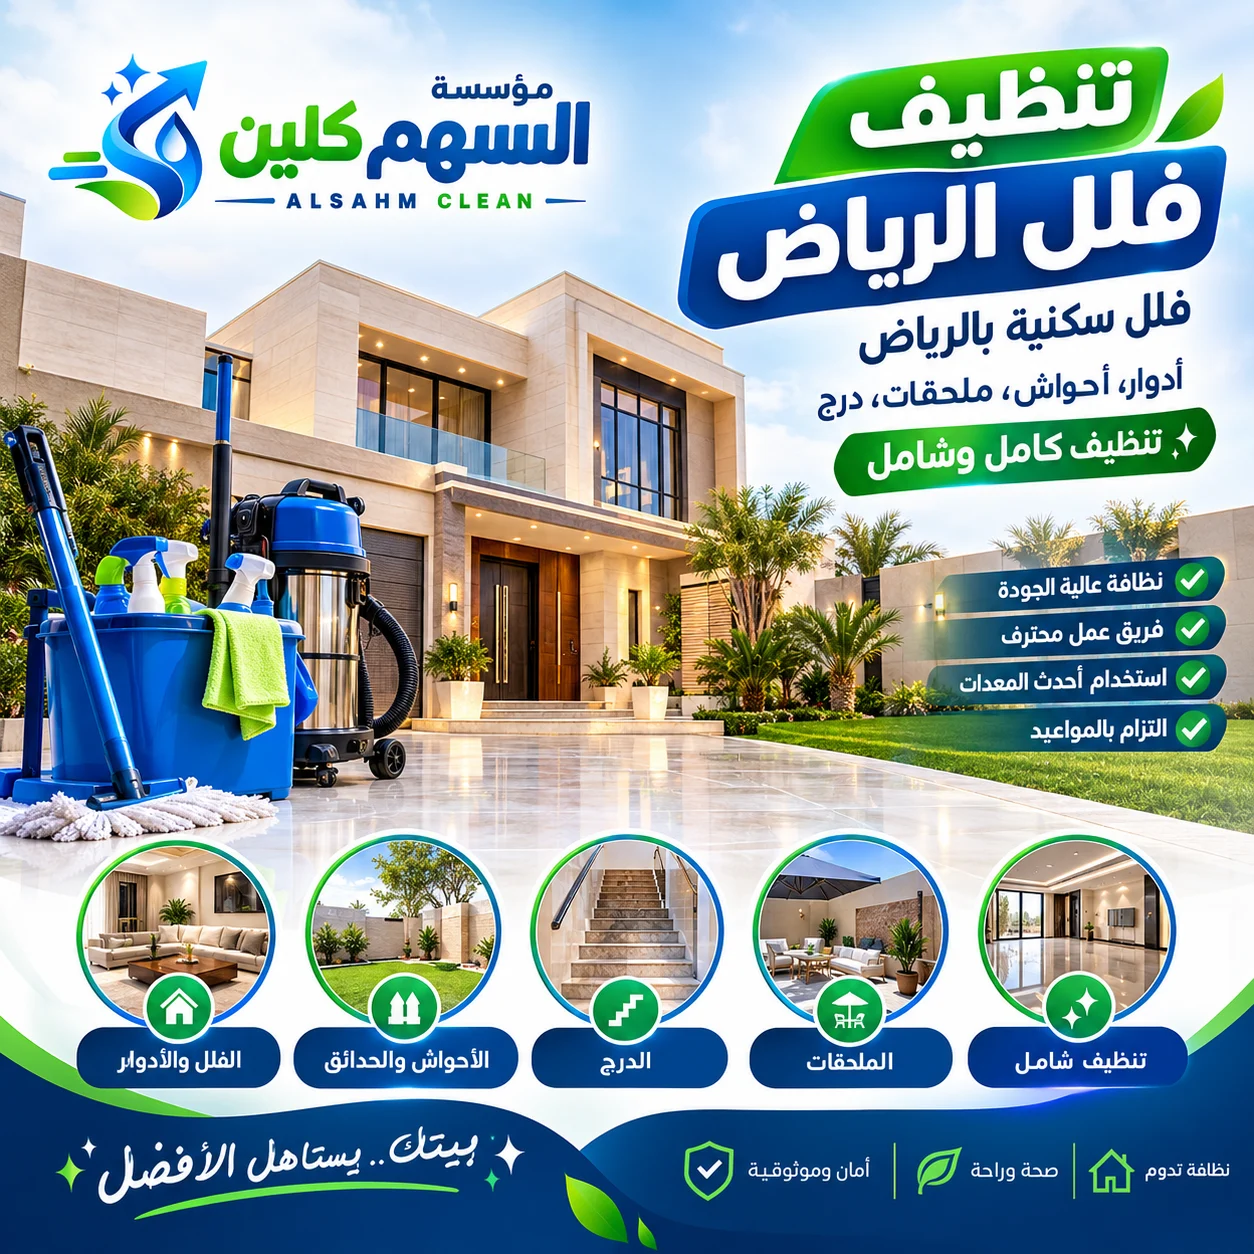 مؤسسة
السهم كلين
ALSAHM CLEAN
تنظيف
فلل الرياض
فلل سكنية بالرياض
أدوار، أحواش، ملحقات، درج
تنظيف كامل وشامل
نظافة عالية الجودة
فريق عمل محترف
استخدام أحدث المعدات
التزام بالمواعيد
تنظيف شامل
الملحقات
الدرج
الأحواش والحدائق
الفلل والأدوار
بيتك.. يستاهل الأفضل
نظافة تدوم
صحة وراحة
أمان وموثوقية